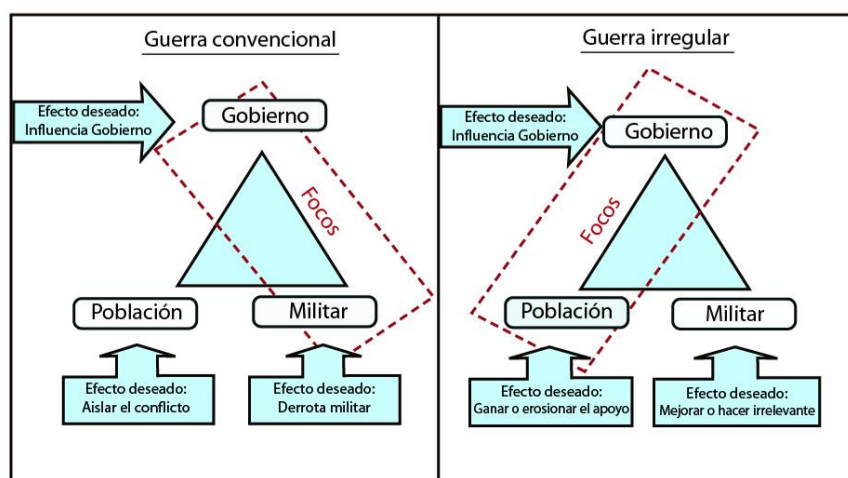 Guerra convencional
Efecto deseado:
Influencia Gobierno
Gobierno
Focos
Población
Militar
Efecto deseado:
Aislar el conflicto
Efecto deseado:
Derrota militar
Guerra irregular
Efecto deseado:
Influencia Gobierno
Gobierno
Focos
Población
Militar
Efecto deseado:
Ganar o erosionar el apoyo
Efecto deseado:
Mejorar o hacer irrelevante